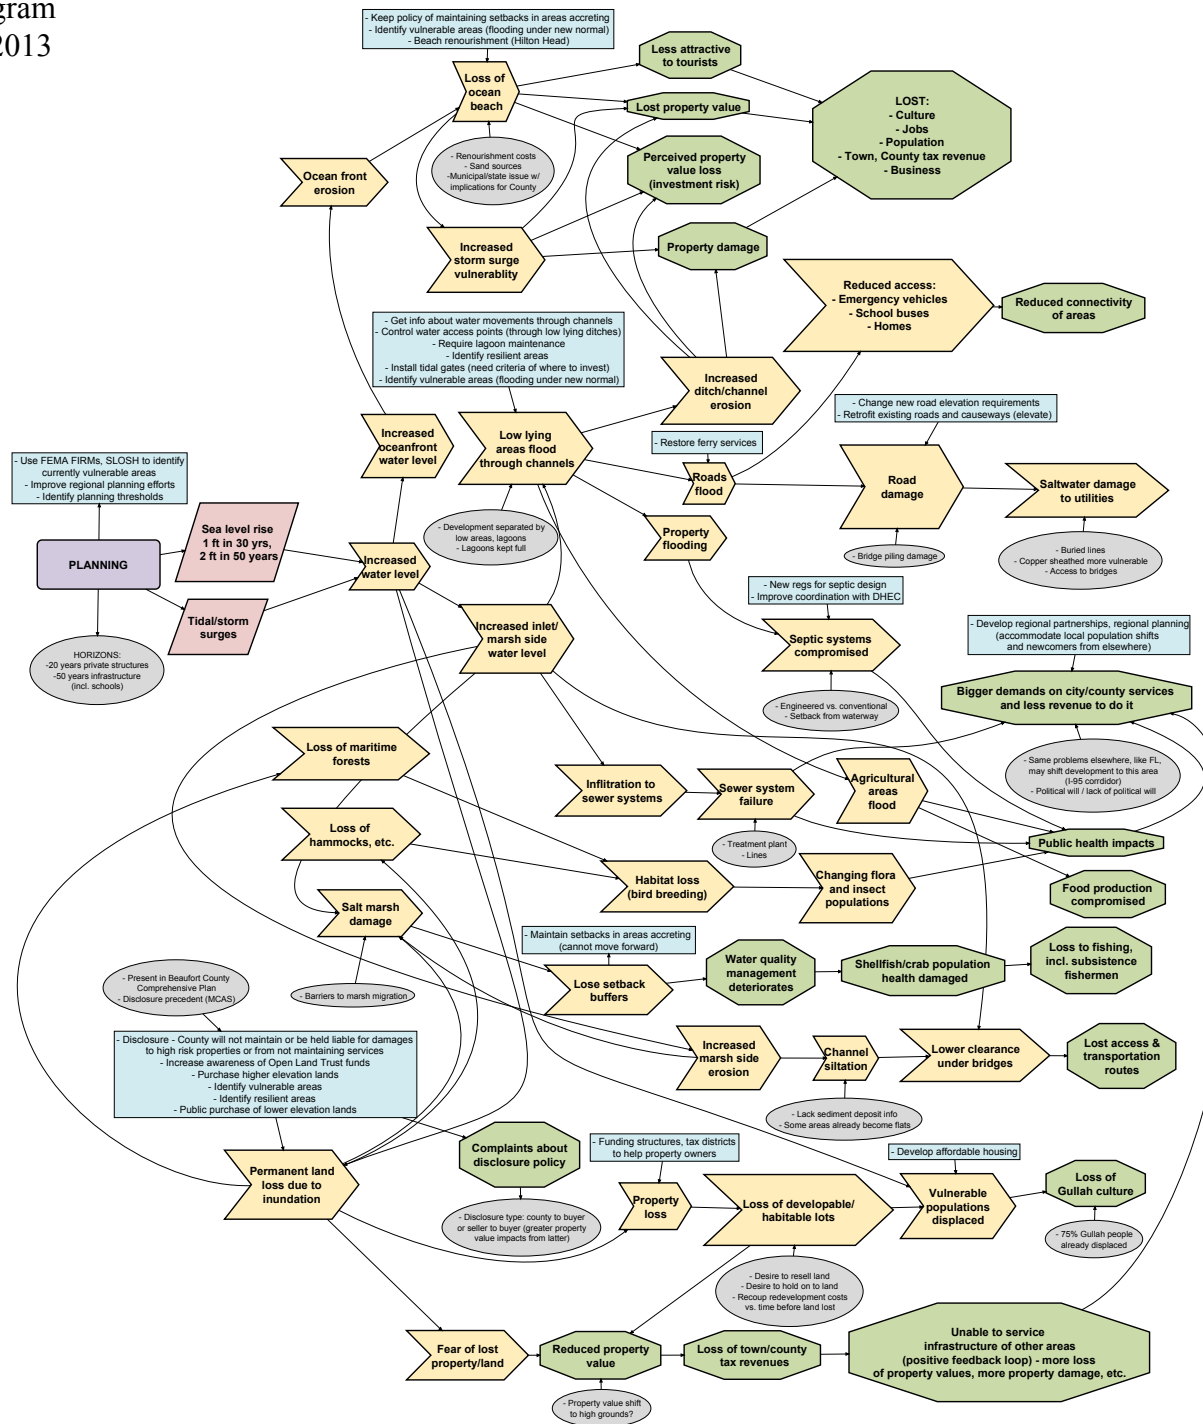 gram
2013
- Keep policy of maintaining setbacks in areas accreting
- Identify vulnerable areas (flooding under new normal)
- Beach renourishment (Hilton Head)
Loss of
ocean
beach
Less attractive
to tourists
Lost property value
LOST:
- Culture
- Jobs
- Population
- Town, County tax revenue
- Business
- Renourishment costs
- Sand sources
-Municipal/state issue w/
implications for County
Perceived property
value loss
(investment risk)
Ocean front
erosion
Increased
storm surge
vulnerablity
Property damage
Reduced access:
- Emergency vehicles
- School buses
- Homes
Reduced connectivity
of areas
- Get info about water movements through channels
- Control water access points (through low lying ditches)
- Require lagoon maintenance
- Identify resilient areas
- Install tidal gates (need criteria of where to invest)
- Identify vulnerable areas (flooding under new normal)
Increased
ditch/channel
erosion
- Change new road elevation requirements
- Retrofit existing roads and causeways (elevate)
Increased
oceanfront
water level
Low lying
areas flood
through channels
- Restore ferry services
Roads
flood
Road
damage
Saltwater damage
to utilities
- Use FEMA FIRMs, SLOSH to identify
currently vulnerable areas
- Improve regional planning efforts
- Identify planning thresholds
Sea level rise
1 ft in 30 yrs,
2 ft in 50 years
- Development separated by
low areas, lagoons
- Lagoons kept full
Property
flooding
- Bridge piling damage
- Buried lines
- Copper sheathed more vulnerable
- Access to bridges
PLANNING
Increased
water level
- New regs for septic design
- Improve coordination with DHEC
Tidal/storm
surges
Increased inlet/
marsh side
water level
Septic systems
compromised
- Develop regional partnerships, regional planning
(accommodate local population shifts
and newcomers from elsewhere)
HORIZONS:
-20 years private structures
-50 years infrastructure
(incl. schools)
- Engineered vs. conventional
- Setback from waterway
Bigger demands on city/county services
and less revenue to do it
Loss of maritime
forests
Inflitration to
sewer systems
Sewer system
failure
Agricultural
areas
flood
- Same problems elsewhere, like FL,
may shift development to this area
(I-95 corrdidor)
- Political will / lack of political will
Loss of
hammocks, etc.
- Treatment plant
- Lines
Public health impacts
Habitat loss
(bird breeding)
Changing flora
and insect
populations
Food production
compromised
Salt marsh
damage
- Maintain setbacks in areas accreting
(cannot move forward)
Water quality
management
deteriorates
Shellfish/crab population
health damaged
Loss to fishing,
incl. subsistence
fishermen
- Present in Beaufort County
Comprehensive Plan
- Disclosure precedent (MCAS)
- Barriers to marsh migration
Lose setback
buffers
- Disclosure - County will not maintain or be held liable for damages
to high risk properties or from not maintaining services
- Increase awareness of Open Land Trust funds
- Purchase higher elevation lands
- Identify vulnerable areas
- Identify resilient areas
- Public purchase of lower elevation lands
Increased
marsh side
erosion
Channel
siltation
Lower clearance
under bridges
Lost access &
transportation
routes
- Lack sediment deposit info
- Some areas already become flats
Permanent land
loss due to
inundation
Complaints about
disclosure policy
- Funding structures, tax districts
to help property owners
- Develop affordable housing
Property
loss
Loss of developable/
habitable lots
Vulnerable
populations
displaced
Loss of
Gullah culture
- Disclosure type: county to buyer
or seller to buyer (greater property
value impacts from latter)
- 75% Gullah people
already displaced
- Desire to resell land
- Desire to hold on to land
- Recoup redevelopment costs
vs. time before land lost
Fear of lost
property/land
Reduced property
value
Loss of town/county
tax revenues
Unable to service
infrastructure of other areas
(positive feedback loop) - more loss
of property values, more property damage, etc.
- Property value shift
to high grounds?